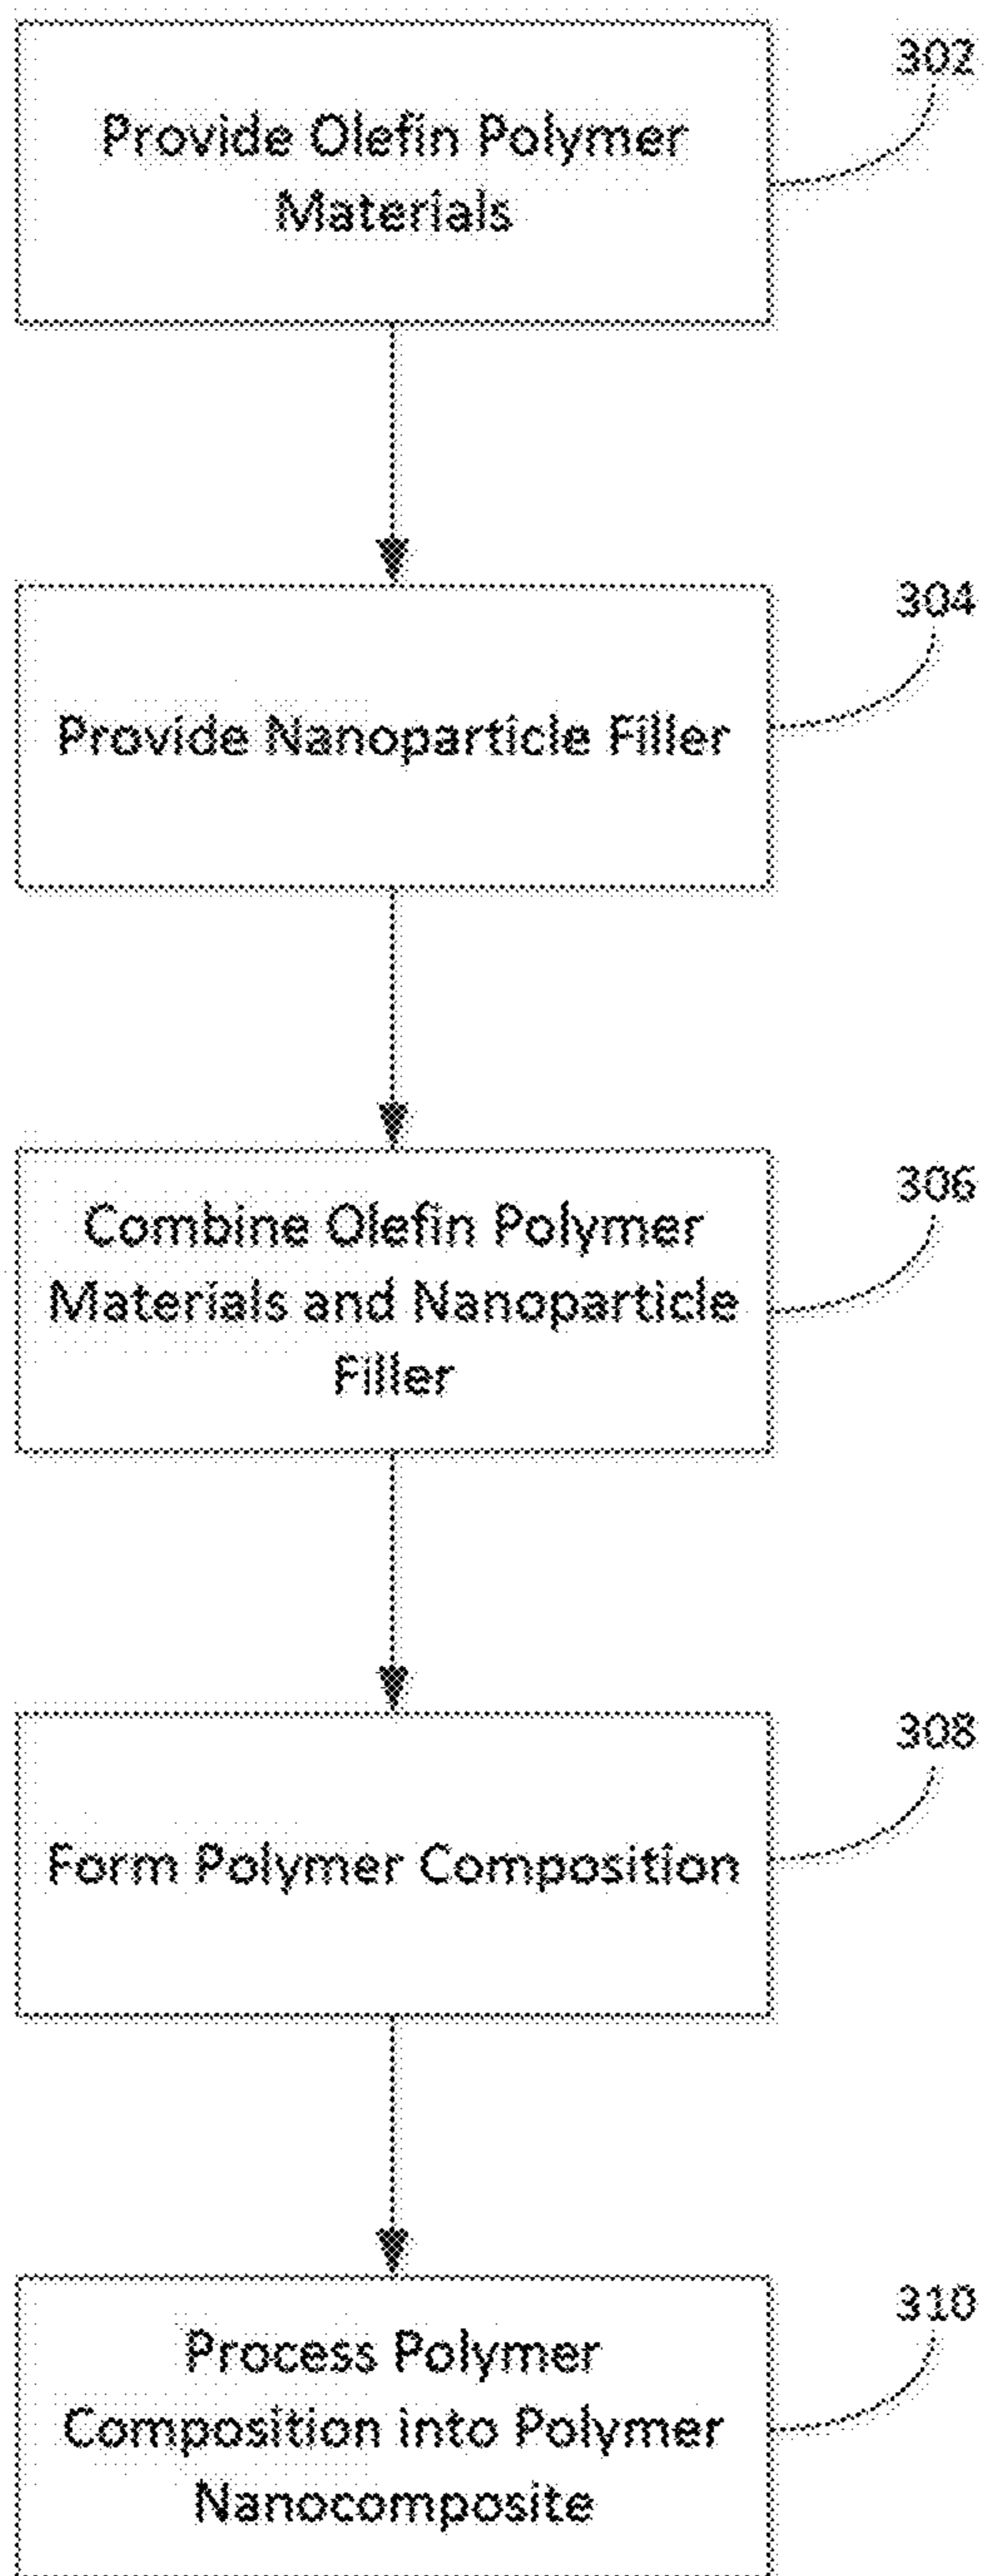 302
Provide Olefin Polymer
Materials
304
Provide Nanoparticle Filler
306
Combine Olefin Polymer
Materials and Nanoparticle
Filler
308
Form Polymer Composition
310
Process Polymer
Composition into Polymer
Nanocomposite